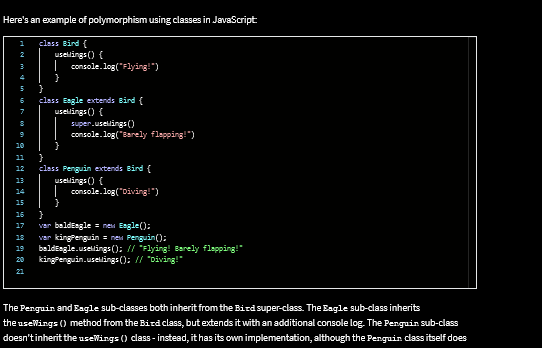 Here's an example of polymorphism using classes in JavaScript:
1 class Bird {
2 useWings() {
3 console.log("Flying!")
4 }
5 }
6 class Eagle extends Bird {
7 useWings() {
8 super.useWings()
9 console.log("Barely flapping!")
10 }
11 }
12 class Penguin extends Bird {
13 useWings() {
14 console.log("Diving!")
15 }
16 }
17 var baldEagle = new Eagle();
18 var kingPenguin = new Penguin();
19 baldEagle.useWings(); // "Flying! Barely flapping!"
20 kingPenguin.useWings(); // "Diving!"
21
The Penguin and Eagle sub-classes both inherit from the Bird super-class. The Eagle sub-class inherits
the useWings() method from the Bird class, but extends it with an additional console log. The Penguin sub-class
doesn't inherit the useWings() class - instead, it has its own implementation, although the Penguin class itself does